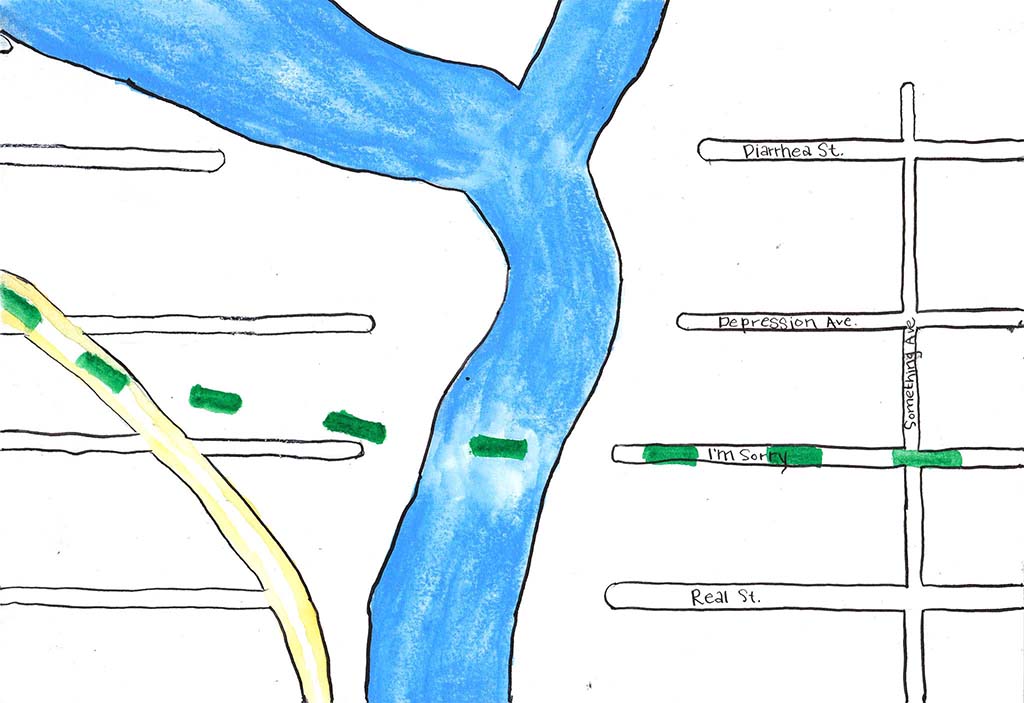 Diarrhea St.
Depression Ave.
Something Ave
I'm Sorry
Real St.